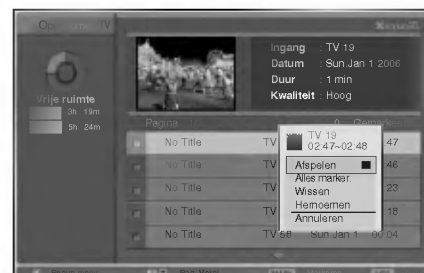 TV
Ingang : TV 19
Datum : Sun.Jan 1 2006
Duur : 1 min
Kwaliteit : Hoog
Vrije ruimte
3h 19m
5h 24m
Pagina
No Title TV 47
No Title TV 46
No Title TV .23
No Title TV 18
No Title TV 58 Sun Jan 1 00:04
TV 19
02:47~02:48
Afspelen
Alles marker.
Wissen
Hernoemen
Annuleren